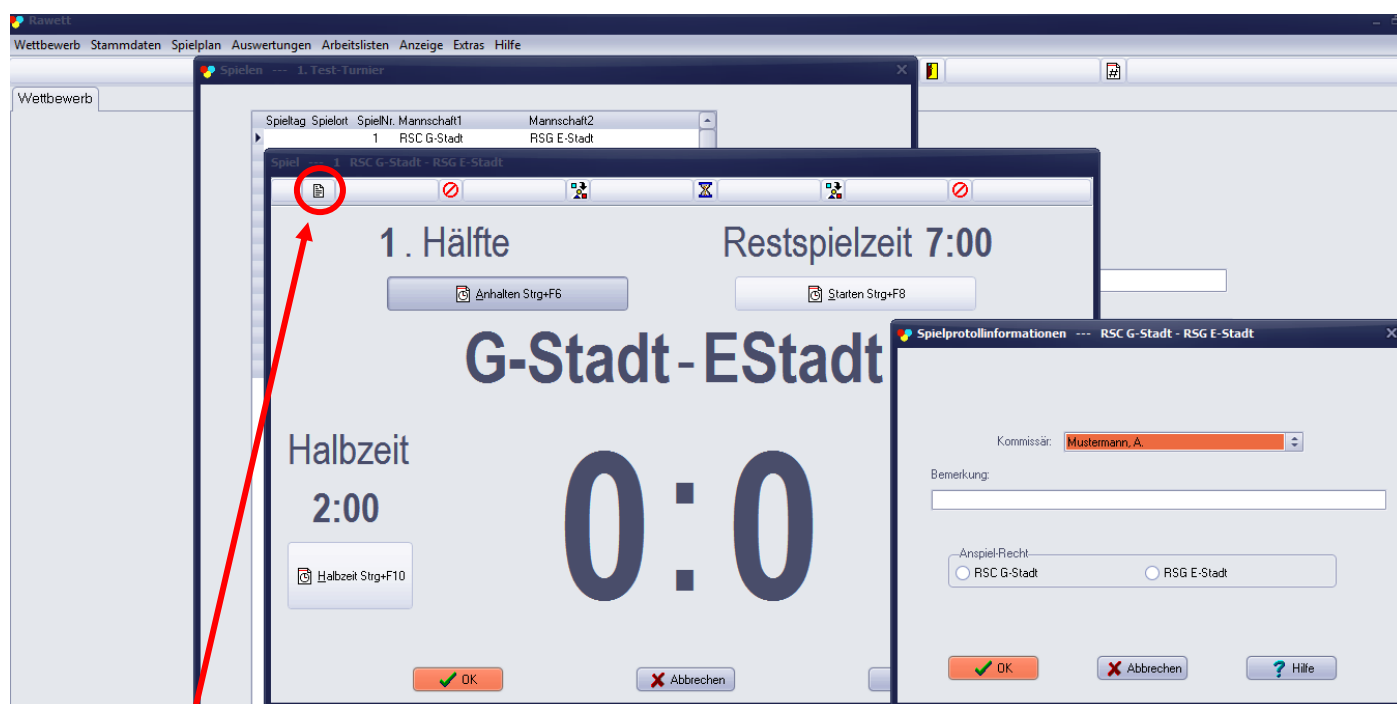 Rawett
Wettbewerb Stammdaten Spielplan Auswertungen Arbeitslisten Anzeige Extras Hilfe
Spielen --- 1. Test-Turnier
Wettbewerb
Spieltag Spielort SpielNr. Mannschaft1 Mannschaft2
1 RSC G-Stadt RSG E-Stadt
Spiel --- 1 RSC G-Stadt - RSG E-Stadt
1. Hälfte Restspielzeit 7:00
Anhalten Strg+F6 Starten Strg+F8
G-Stadt - EStadt
Halbzeit
2:00
Halbzeit Strg+F10
0:0
OK Abbrechen
Spielprotollinformationen --- RSC G-Stadt - RSG E-Stadt
Kommissär: Mustermann, A.
Bemerkung:
Anspiel-Recht
RSC G-Stadt RSG E-Stadt
OK Abbrechen Hilfe